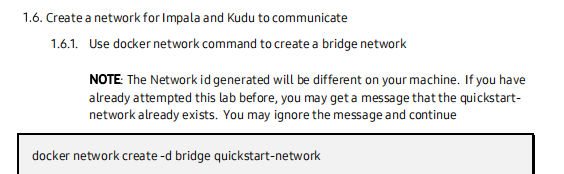 1.6. Create a network for Impala and Kudu to communicate
1.6.1. Use docker network command to create a bridge network
NOTE: The Network id generated will be different on your machine. If you have
already attempted this lab before, you may get a message that the quickstart-
network already exists. You may ignore the message and continue
docker network create -d bridge quickstart-network